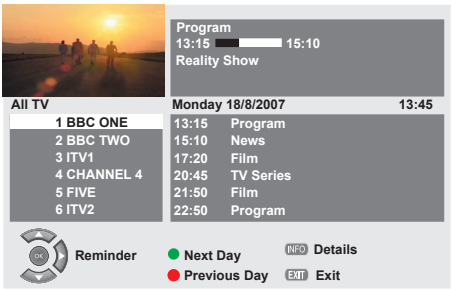 Program
13:15 15:10
Reality Show
All TV Monday 18/8/2007 13:45
1 BBC ONE
2 BBC TWO
3 ITV1
4 CHANNEL 4
5 FIVE
6 ITV2
13:15 Program
15:10 News
17:20 Film
20:45 TV Series
21:50 Film
22:50 Program
OK Reminder
Next Day
INFO Details
Previous Day
EXIT Exit